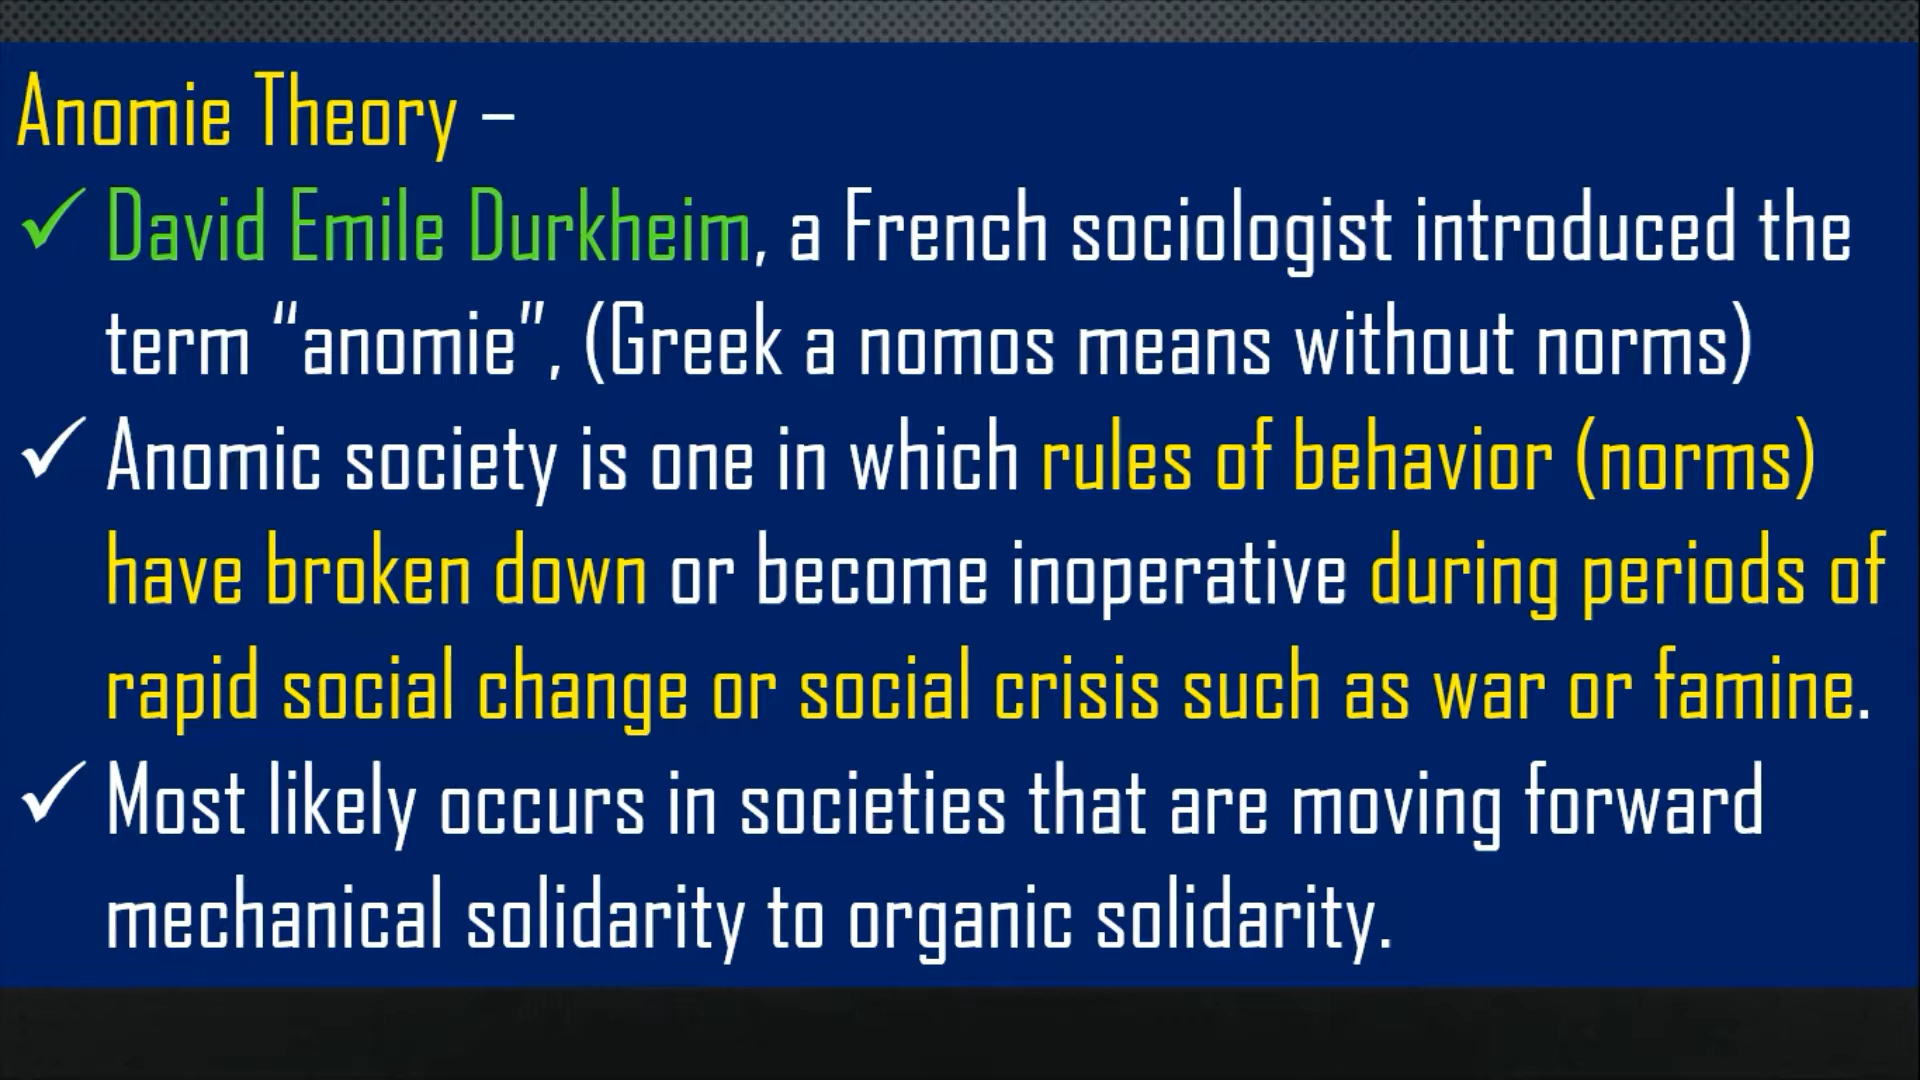 Anomie Theory –
✓ David Emile Durkheim, a French sociologist introduced the
term “anomie”, (Greek a nomos means without norms)
✓ Anomic society is one in which rules of behavior (norms)
have broken down or become inoperative during periods of
rapid social change or social crisis such as war or famine.
✓ Most likely occurs in societies that are moving forward
mechanical solidarity to organic solidarity.